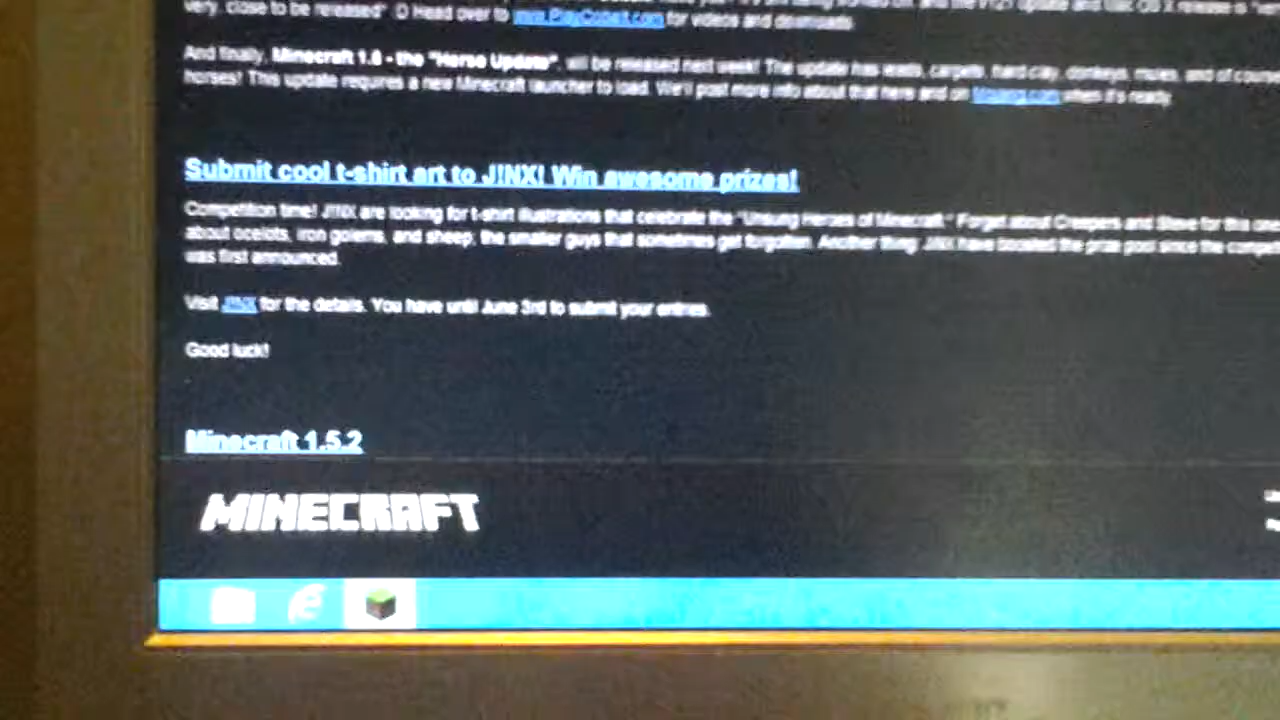 very, close to be released" :D Head over to www.PlayCobalt.com for videos and downloads.
And finally, Minecraft 1.6 - the "Horse Update", will be released next week! The update has leads, carpets, hard clay, donkeys, mules, and of course
horses! This update requires a new Minecraft launcher to load. We'll post more info about that here and on Mojang.com when it's ready.
Submit cool t-shirt art to J!NX! Win awesome prizes!
Competition time! J!NX are looking for t-shirt illustrations that celebrate the "Unsung Heroes of Minecraft." Forget about Creepers and Steve for this one
about ocelots, iron golems, and sheep; the smaller guys that sometimes get forgotten. Another thing: J!NX have boosted the prize pool since the compet
was first announced.
Visit J!NX for the details. You have until June 3rd to submit your entries.
Good luck!
Minecraft 1.5.2
MINECRAFT